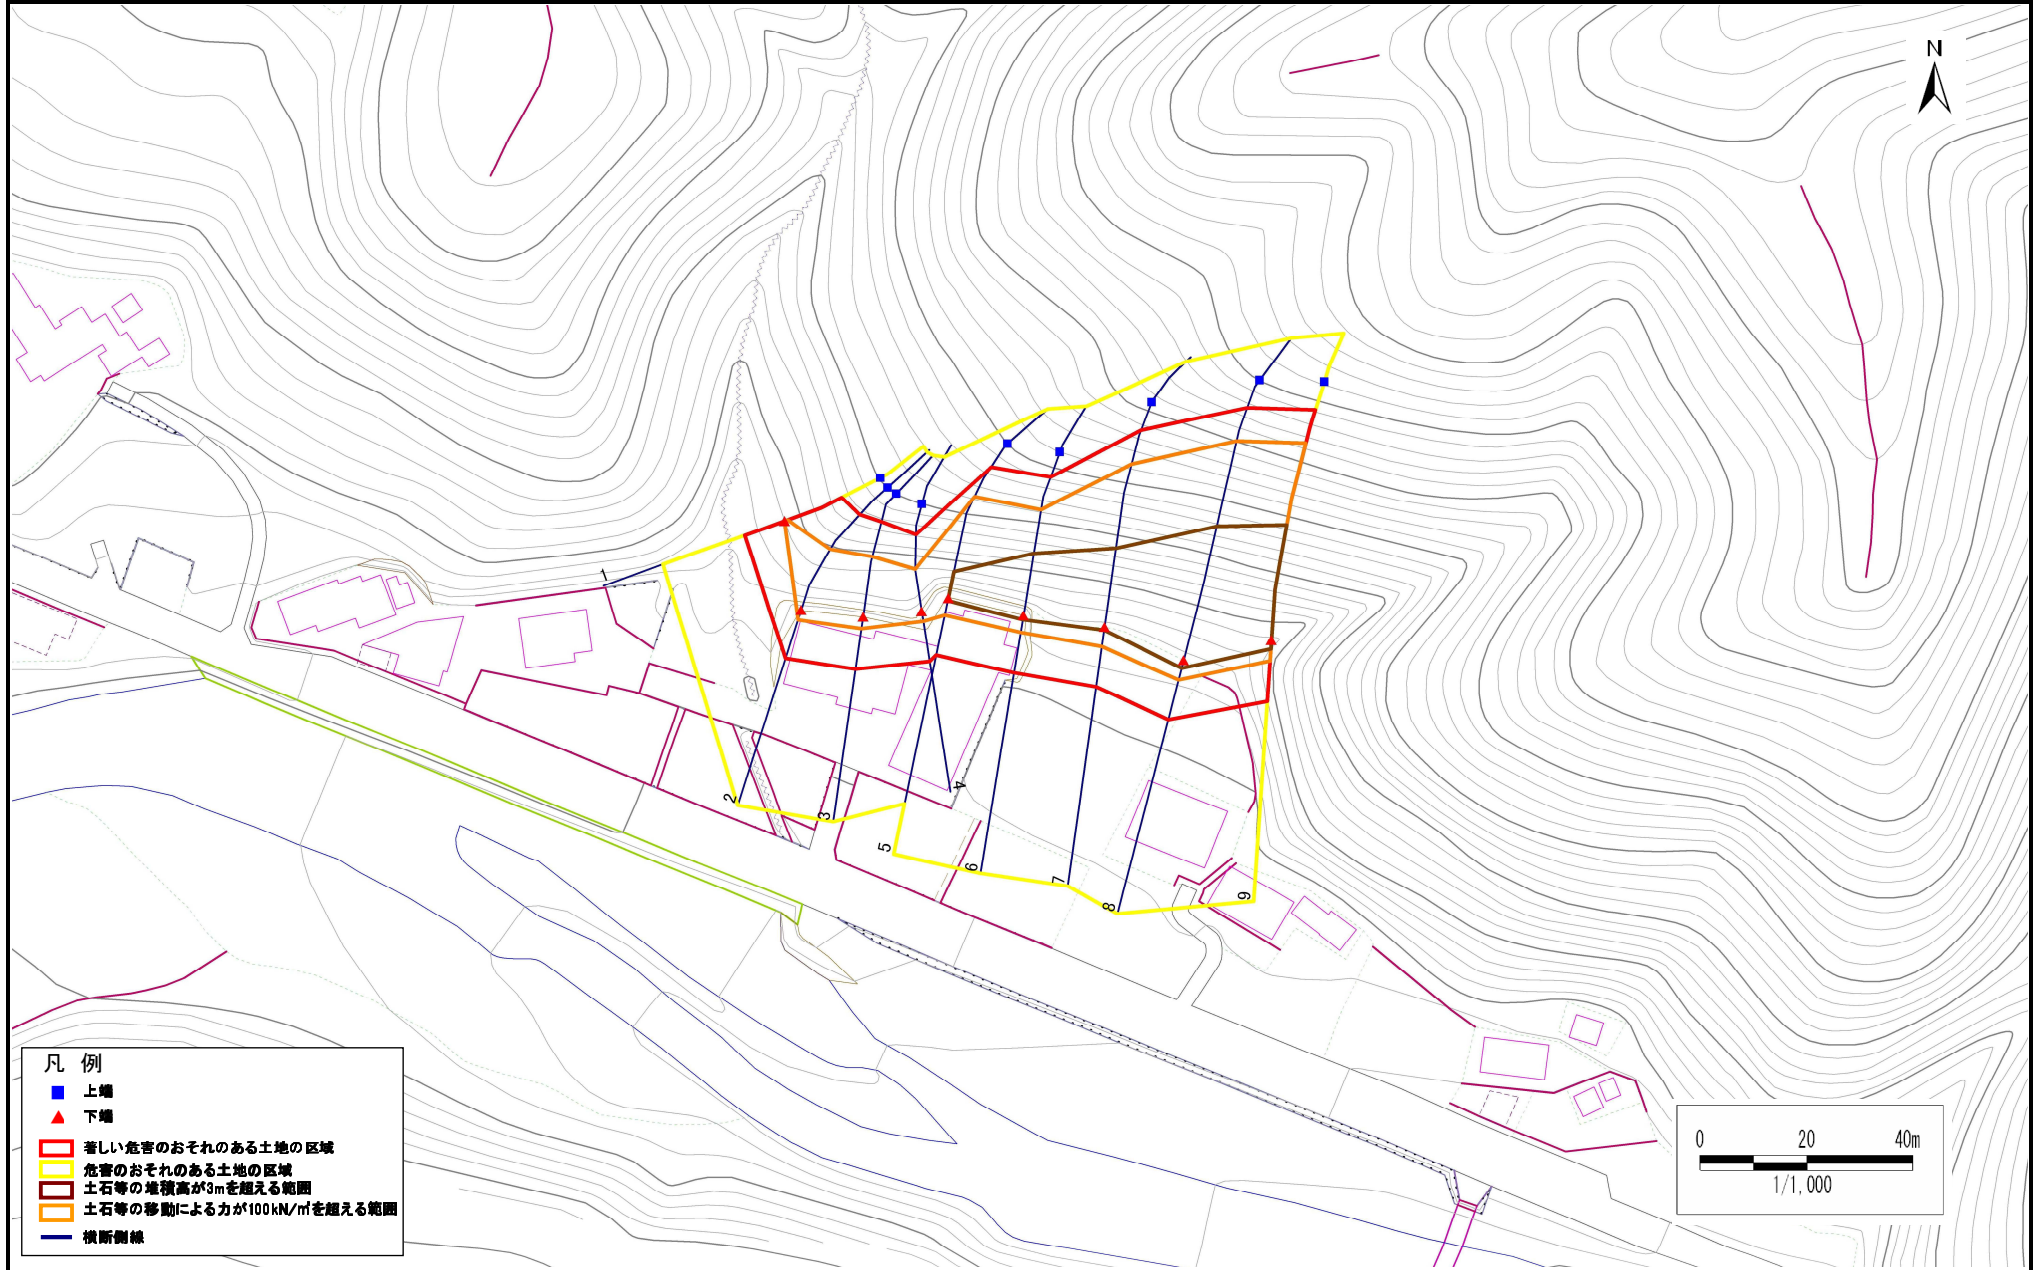 N
1
2
3
4
5
6
7
8
9
凡 例
上端
下端
著しい危害のおそれのある土地の区域
危害のおそれのある土地の区域
土石等の堆積高が3mを超える範囲
土石等の移動による力が100kN/㎡を超える範囲
横断側線
0 20 40m
1/1,000